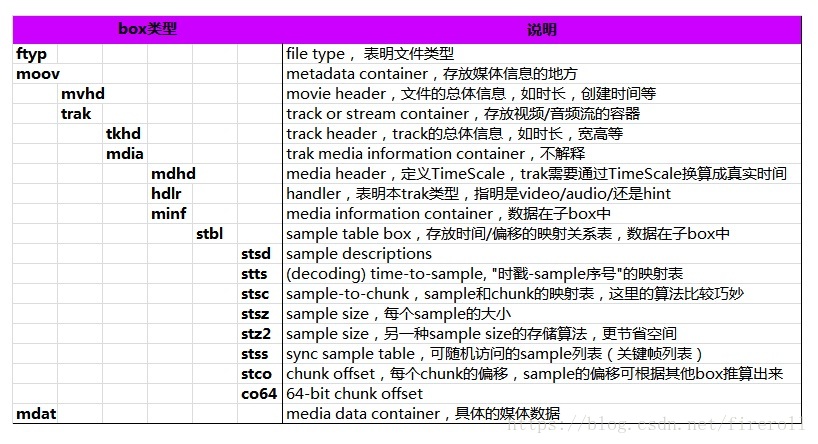 box类型 说明
ftyp file type， 表明文件类型
moov metadata container，存放媒体信息的地方
mvhd movie header，文件的总体信息，如时长，创建时间等
trak track or stream container，存放视频/音频流的容器
tkhd track header，track的总体信息，如时长，宽高等
mdia trak media information container，不解释
mdhd media header，定义TimeScale，trak需要通过TimeScale换算成真实时间
hdlr handler，表明本trak类型，指明是video/audio/还是hint
minf media information container，数据在子box中
stbl sample table box，存放时间/偏移的映射关系表，数据在子box中
stsd sample descriptions
stts (decoding) time-to-sample, "时戳-sample序号"的映射表
stsc sample-to-chunk，sample和chunk的映射表，这里的算法比较巧妙
stsz sample size，每个sample的大小
stz2 sample size，另一种sample size的存储算法，更节省空间
stss sync sample table，可随机访问的sample列表（关键帧列表）
stco chunk offset，每个chunk的偏移，sample的偏移可根据其他box推算出来
co64 64-bit chunk offset
mdat media data container，具体的媒体数据
https://blog.csdn.net/fireroll